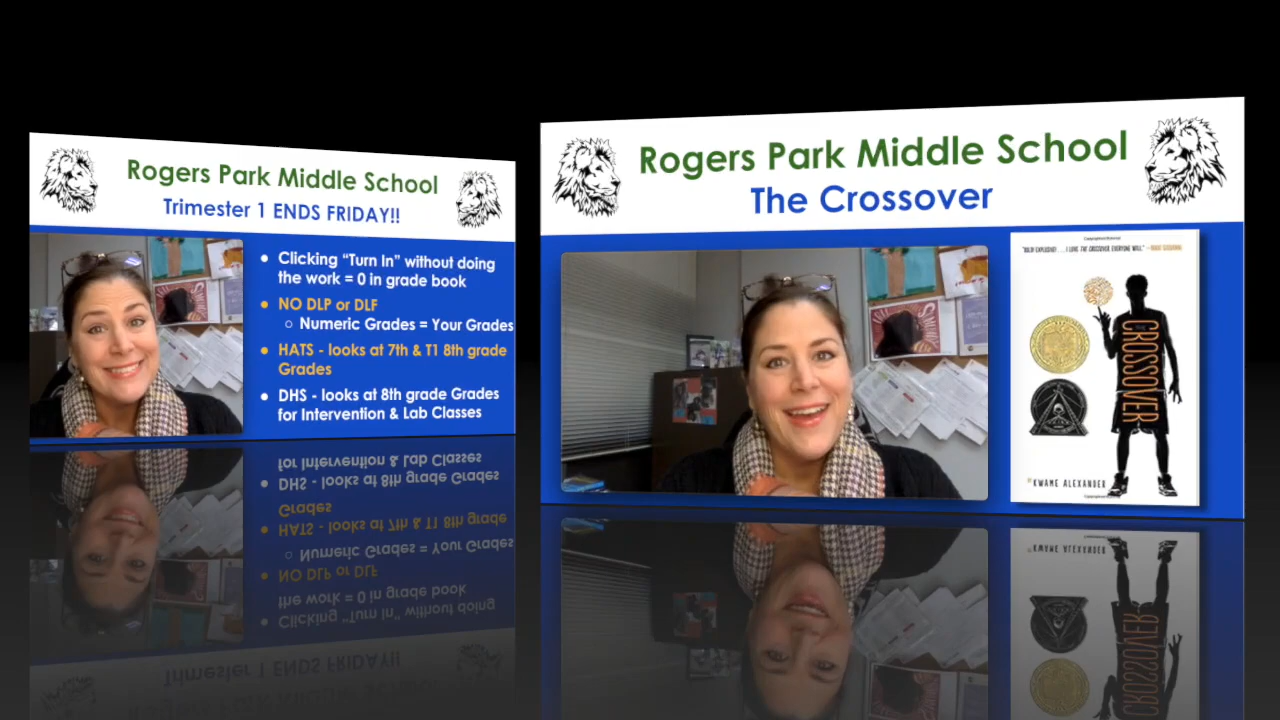 Rogers Park Middle School
Trimester 1 ENDS FRIDAY!!
● Clicking “Turn In” without doing
the work = 0 in grade book
● NO DLP or DLF
○ Numeric Grades = Your Grades
● HATS - looks at 7th & T1 8th grade
Grades
● DHS - looks at 8th grade Grades
for Intervention & Lab Classes
Rogers Park Middle School
The Crossover
THE
CROSSOVER
KWAME ALEXANDER